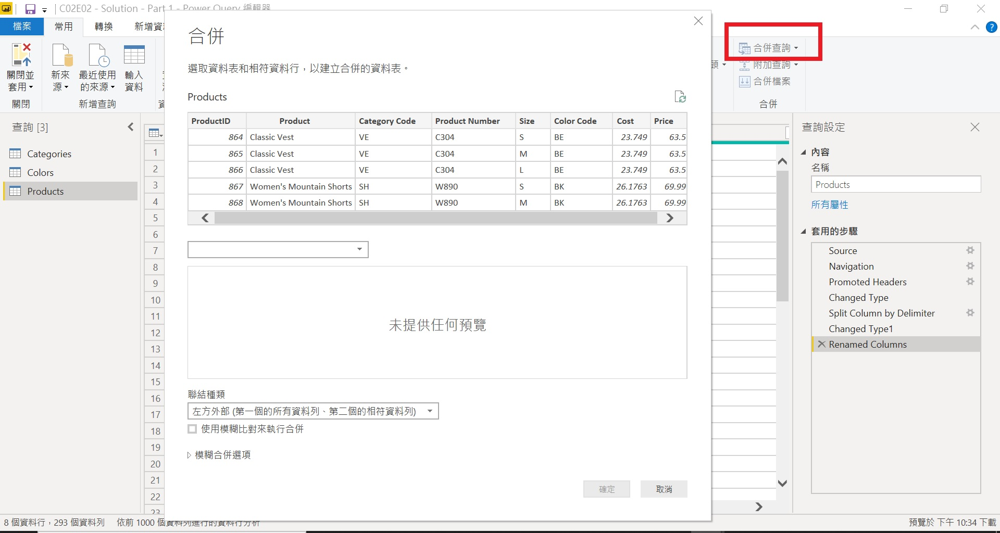 C02E02 - Solution - Part 1 - Power Query 編輯器
檔案
常用
轉換
新增資
?
關閉並
套用
新來
源
最近使用
的來源
輸入
資料
關閉
新增查詢
合併查詢
附加查詢
合併檔案
合併
頭
查詢 [3]
Categories
Colors
Products
1
2
3
4
5
6
7
8
9
10
11
12
13
14
15
16
17
18
19
20
21
22
23
合併
選取資料表和相符資料行，以建立合併的資料表。
Products
ProductID Product Category Code Product Number Size Color Code Cost Price
864 Classic Vest VE C304 S BE 23.749 63.5
865 Classic Vest VE C304 M BE 23.749 63.5
866 Classic Vest VE C304 L BE 23.749 63.5
867 Women's Mountain Shorts SH W890 S BK 26.1763 69.99
868 Women's Mountain Shorts SH W890 M BK 26.1763 69.99
未提供任何預覽
聯結種類
左方外部 (第一個的所有資料列、第二個的相符資料列)
使用模糊比對來執行合併
模糊合併選項
確定
取消
查詢設定
內容
名稱
Products
所有屬性
套用的步驟
Source
Navigation
Promoted Headers
Changed Type
Split Column by Delimiter
Changed Type1
Renamed Columns
8 個資料行，293 個資料列
依前 1000 個資料列進行的資料行分析
預覽於 下午 10:34 下載